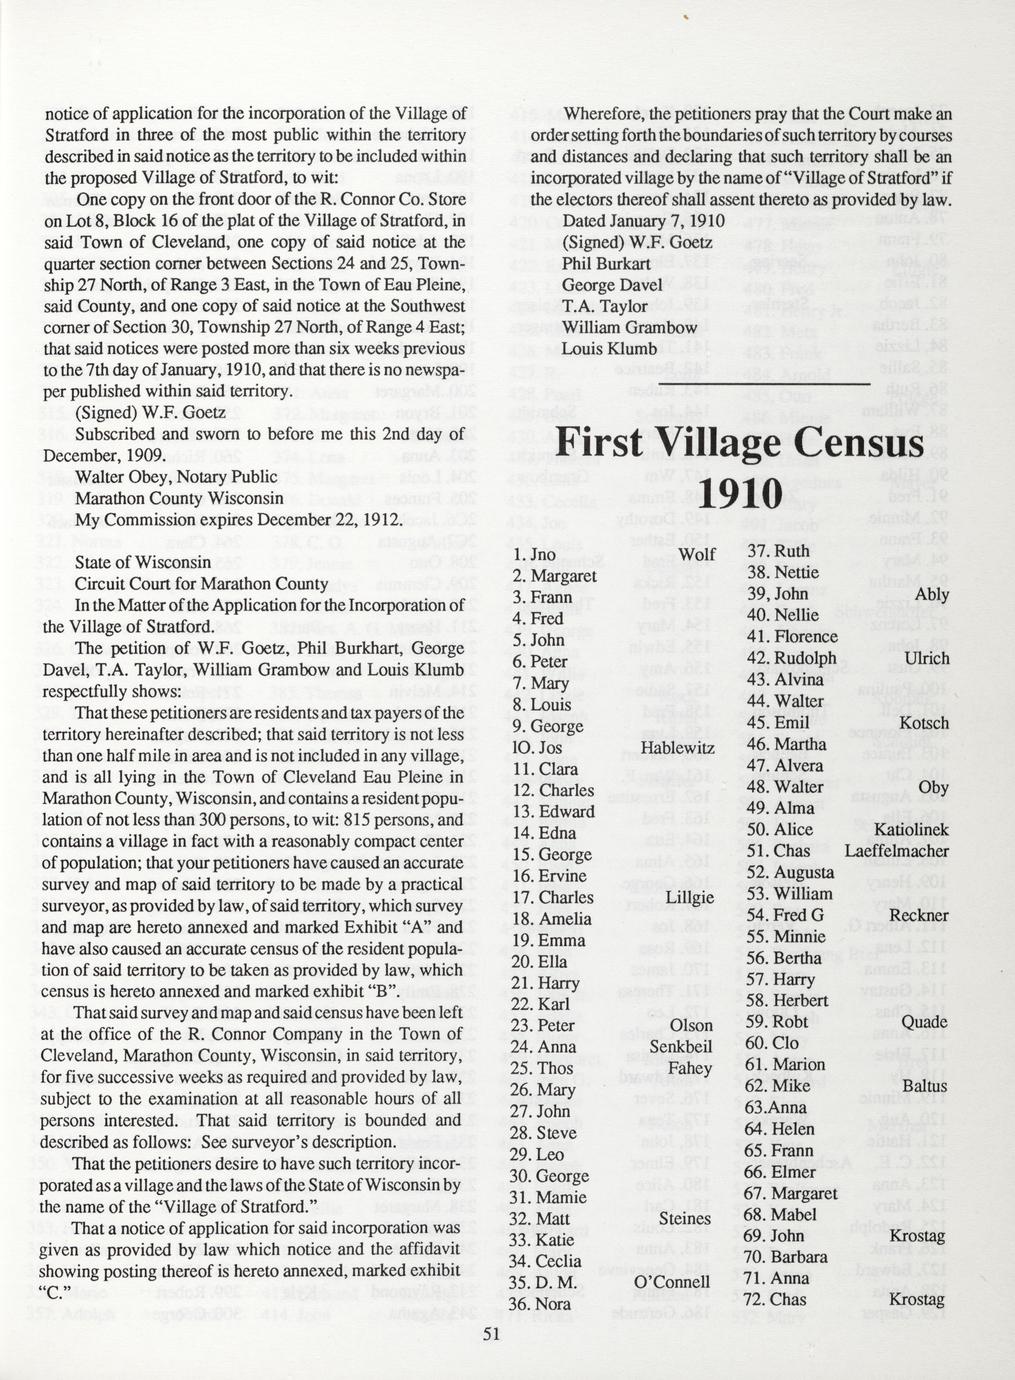 notice of application for the incorporation of the Village of
Stratford in three of the most public within the territory
described in said notice as the territory to be included within
the proposed Village of Stratford, to wit:
One copy on the front door of the R. Connor Co. Store
on Lot 8, Block 16 of the plat of the Village of Stratford, in
said Town of Cleveland, one copy of said notice at the
quarter section corner between Sections 24 and 25, Town-
ship 27 North, of Range 3 East, in the Town of Eau Pleine,
said County, and one copy of said notice at the Southwest
corner of Section 30, Township 27 North, of Range 4 East;
that said notices were posted more than six weeks previous
to the 7th day of January, 1910, and that there is no newspa-
per published within said territory.
(Signed) W.F. Goetz
Subscribed and sworn to before me this 2nd day of
December, 1909.
Walter Obey, Notary Public
Marathon County Wisconsin
My Commission expires December 22, 1912.
State of Wisconsin
Circuit Court for Marathon County
In the Matter of the Application for the Incorporation of
the Village of Stratford.
The petition of W.F. Goetz, Phil Burkhart, George
Davel, T.A. Taylor, William Grambow and Louis Klumb
respectfully shows:
That these petitioners are residents and tax payers of the
territory hereinafter described; that said territory is not less
than one half mile in area and is not included in any village,
and is all lying in the Town of Cleveland Eau Pleine in
Marathon County, Wisconsin, and contains a resident popu-
lation of not less than 300 persons, to wit: 815 persons, and
contains a village in fact with a reasonably compact center
of population; that your petitioners have caused an accurate
survey and map of said territory to be made by a practical
surveyor, as provided by law, of said territory, which survey
and map are hereto annexed and marked Exhibit “A” and
have also caused an accurate census of the resident popula-
tion of said territory to be taken as provided by law, which
census is hereto annexed and marked exhibit “B”.
That said survey and map and said census have been left
at the office of the R. Connor Company in the Town of
Cleveland, Marathon County, Wisconsin, in said territory,
for five successive weeks as required and provided by law,
subject to the examination at all reasonable hours of all
persons interested. That said territory is bounded and
described as follows: See surveyor’s description.
That the petitioners desire to have such territory incor-
porated as a village and the laws of the State of Wisconsin by
the name of the “Village of Stratford.”
That a notice of application for said incorporation was
given as provided by law which notice and the affidavit
showing posting thereof is hereto annexed, marked exhibit
“C.”
Wherefore, the petitioners pray that the Court make an
order setting forth the boundaries of such territory by courses
and distances and declaring that such territory shall be an
incorporated village by the name of “Village of Stratford” if
the electors thereof shall assent thereto as provided by law.
Dated January 7, 1910
(Signed) W.F. Goetz
Phil Burkart
George Davel
T.A. Taylor
William Grambow
Louis Klumb
First Village Census
1910
1. Jno Wolf
2. Margaret
3. Frann
4. Fred
5. John
6. Peter
7. Mary
8. Louis
9. George
1O. Jos Hablewitz
11. Clara
12. Charles
13. Edward
14. Edna
15. George
16. Ervine
17. Charles Lillgie
18. Amelia
19. Emma
20. Ella
21. Harry
22. Karl
23. Peter Olson
24. Anna Senkbeil
25. Thos Fahey
26. Mary
27. John
28. Steve
29. Leo
30. George
31. Mamie
32. Matt Steines
33. Katie
34. Ceclia
35. D. M. O’Connell
36. Nora
37. Ruth
38. Nettie
39, John Ably
40. Nellie
41. Florence
42. Rudolph Ulrich
43. Alvina
44. Walter
45. Emil Kotsch
46. Martha
47. Alvera
48. Walter Oby
49. Alma
50. Alice Katiolinek
51. Chas Laeffelmacher
52. Augusta
53. William
54. Fred G Reckner
55. Minnie
56. Bertha
57. Harry
58. Herbert
59. Robt Quade
60. Clo
61. Marion
62. Mike Baltus
63.Anna
64. Helen
65. Frann
66. Elmer
67. Margaret
68. Mabel
69. John Krostag
70. Barbara
71. Anna
72. Chas Krostag
51